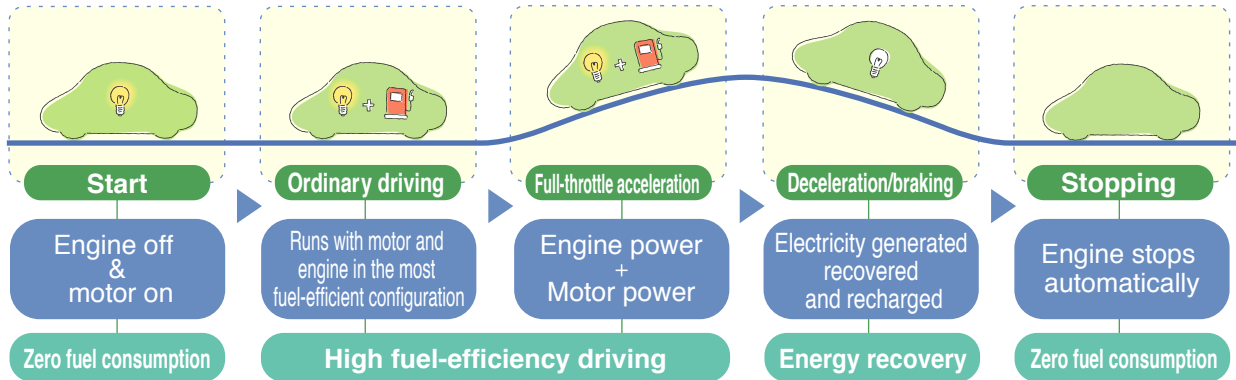 Start
Ordinary driving
Full-throttle acceleration
Deceleration/braking
Stopping
Engine off
&
motor on
Runs with motor and
engine in the most
fuel-efficient configuration
Engine power
+
Motor power
Electricity generated
recovered
and recharged
Engine stops
automatically
Zero fuel consumption
High fuel-efficiency driving
Energy recovery
Zero fuel consumption